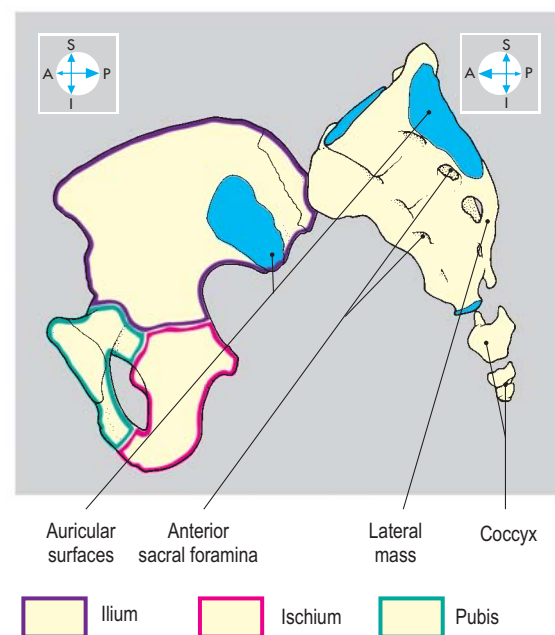 S
A P
I
S
A P
I
Auricular
surfaces
Anterior
sacral foramina
Lateral
mass
Coccyx
Ilium
Ischium
Pubis